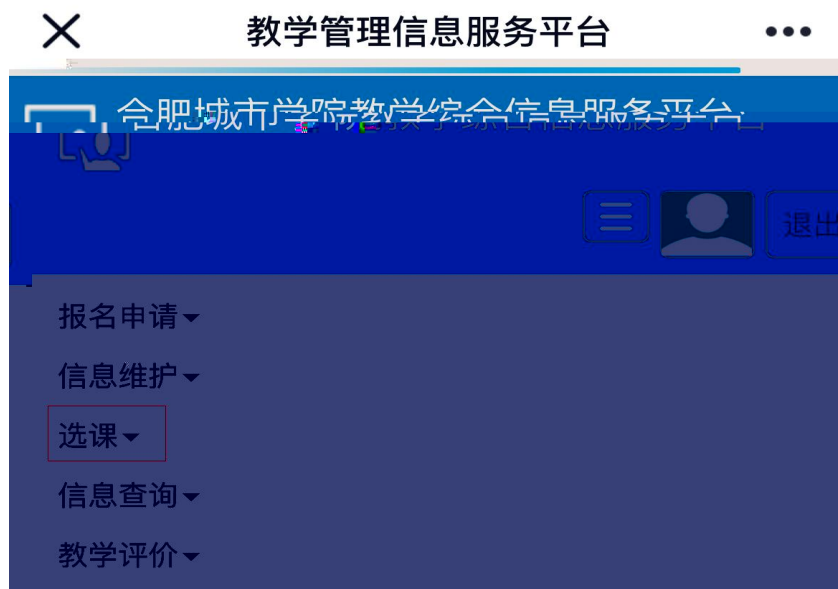 教学管理信息服务平台
合肥城市学院教学综合信息服务平台
退出
报名申请
信息维护
选课
信息查询
教学评价